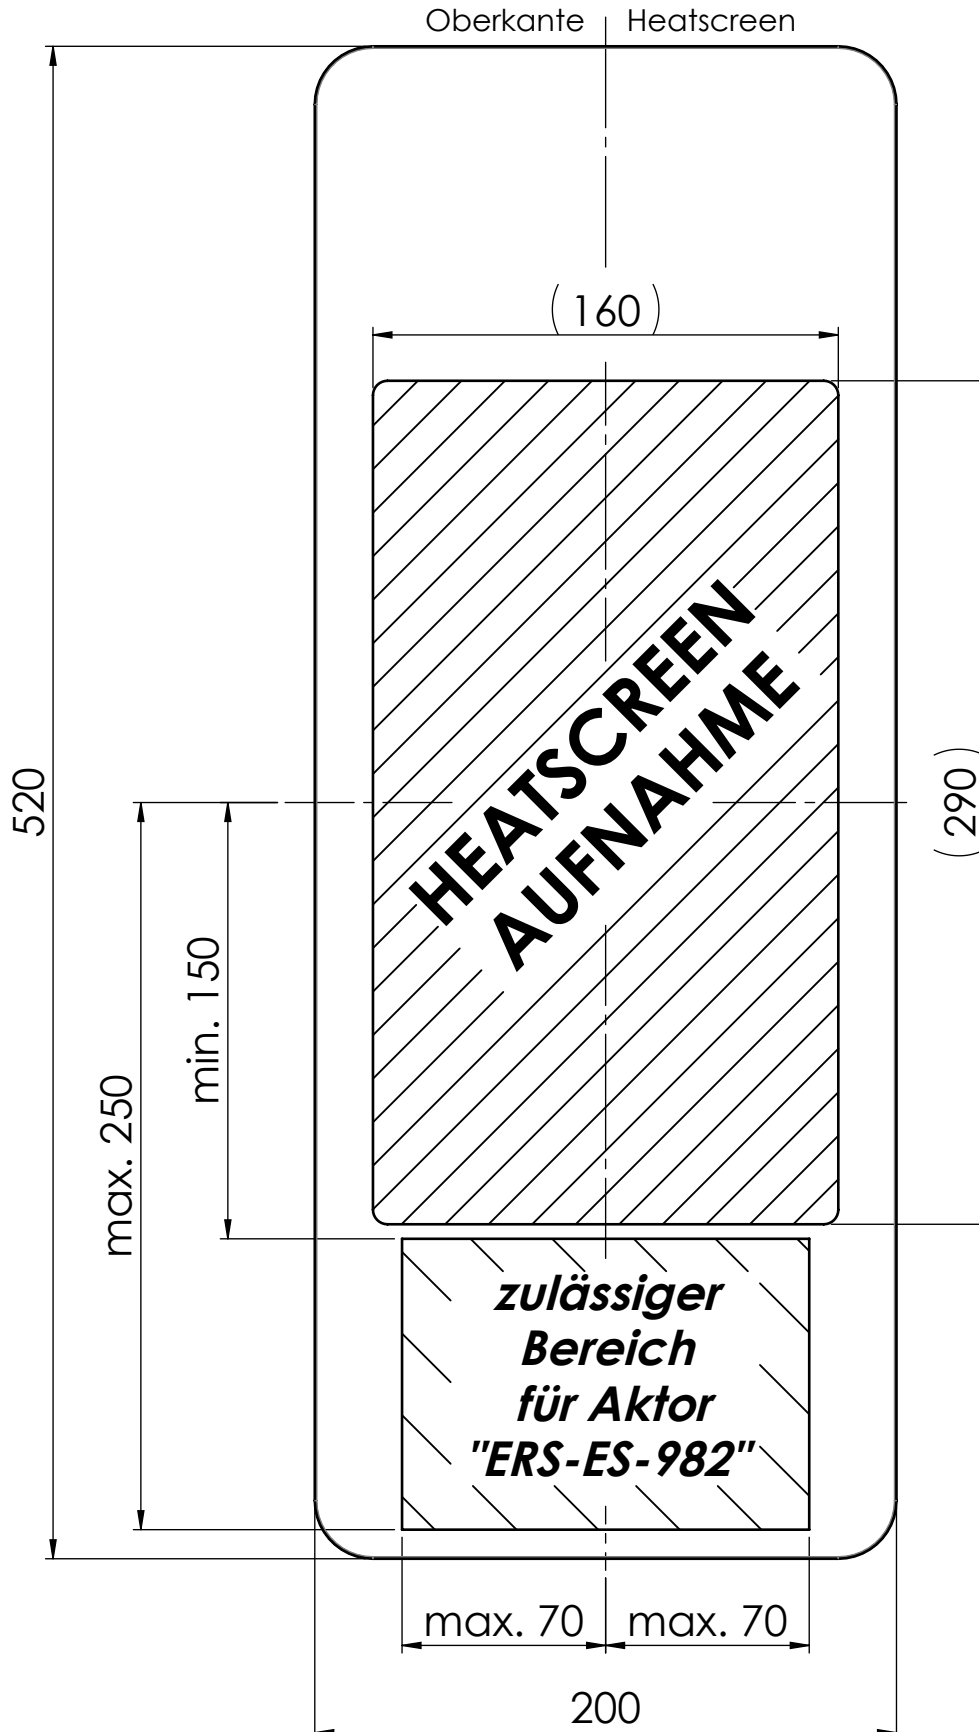 Oberkante Heatscreen
(160)
HEATSCREEN
AUFNAHME
520
(290)
min. 150
max. 250
zulässiger
Bereich
für Aktor
"ERS-ES-982"
max. 70 max. 70
200